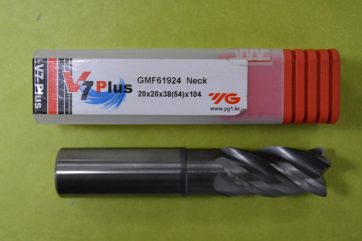 V7 Plus
V7 Plus
GMF61924 Neck
20x20x38(54)x104
YG
www.yg1.kr